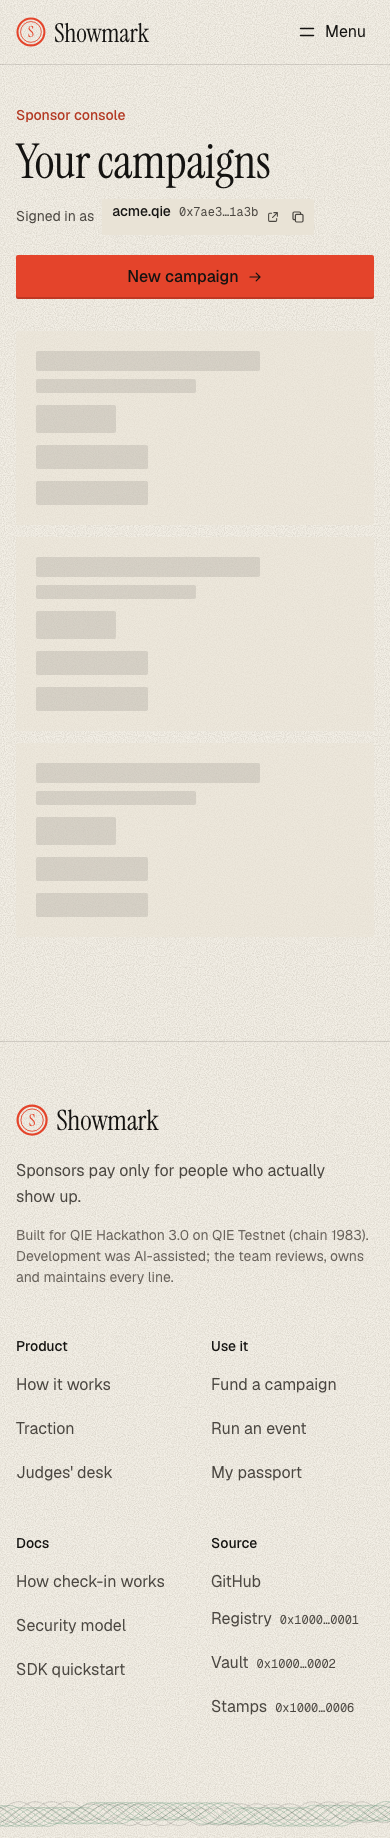 S Showmark
Menu
Sponsor console
Your campaigns
Signed in as acme.qie 0x7ae3…1a3b
New campaign →
S Showmark
Sponsors pay only for people who actually
show up.
Built for QIE Hackathon 3.0 on QIE Testnet (chain 1983).
Development was AI-assisted; the team reviews, owns
and maintains every line.
Product
How it works
Traction
Judges' desk
Use it
Fund a campaign
Run an event
My passport
Docs
How check-in works
Security model
SDK quickstart
Source
GitHub
Registry 0x1000…0001
Vault 0x1000…0002
Stamps 0x1000…0006